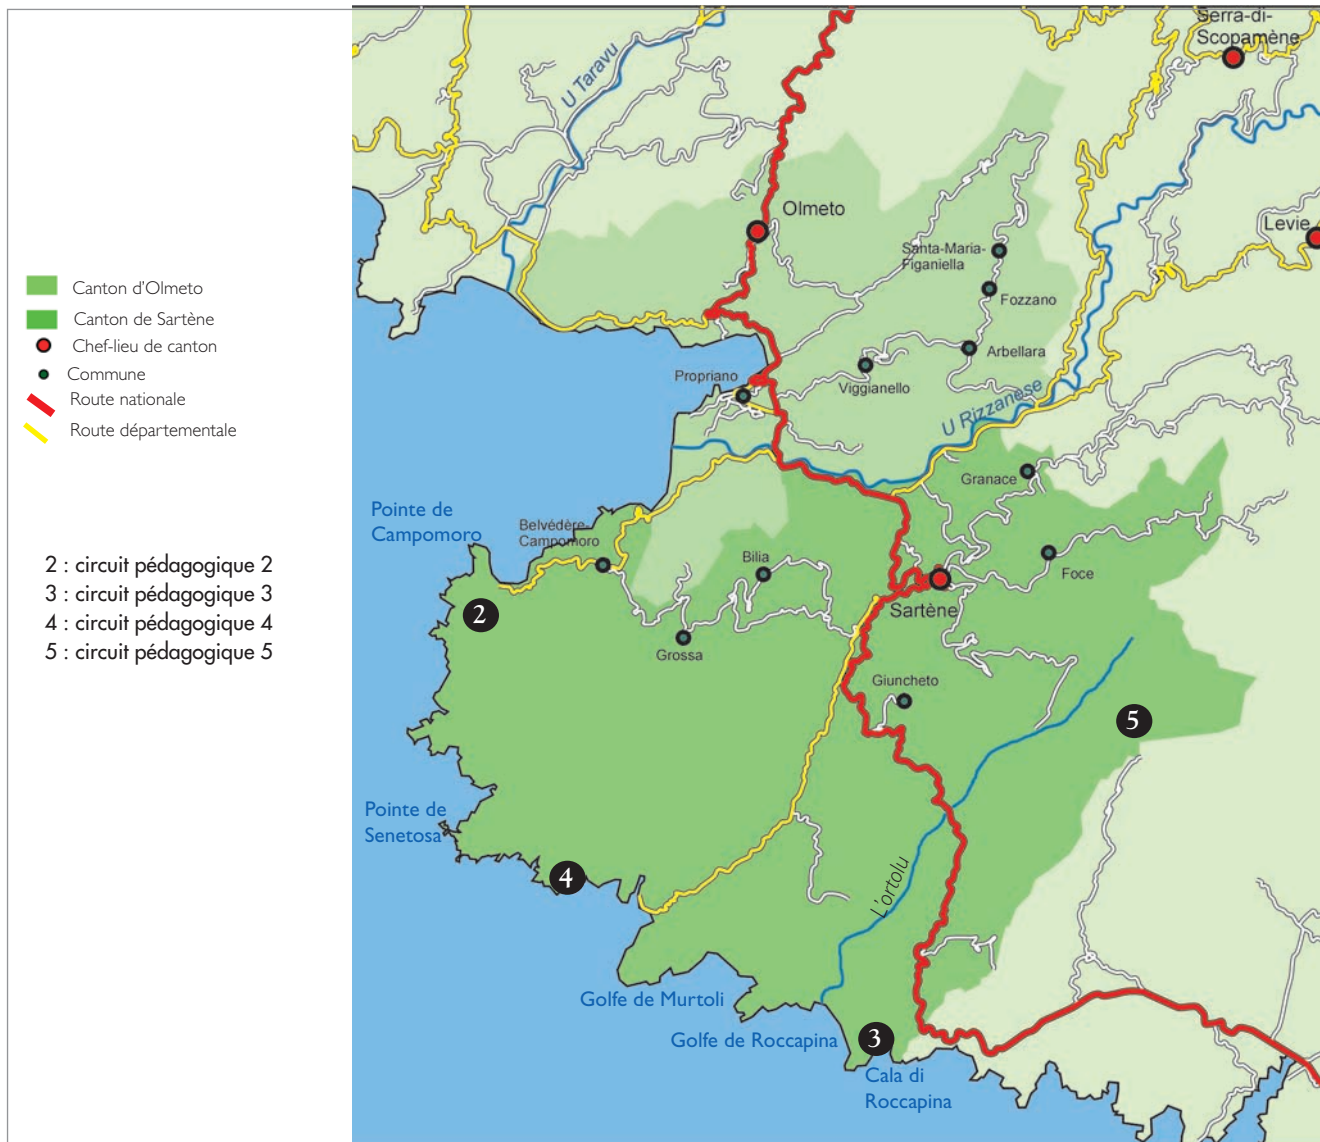 Canton d'Olmeto
Canton de Sartène
Chef-lieu de canton
Commune
Route nationale
Route départementale
2 : circuit pédagogique 2
3 : circuit pédagogique 3
4 : circuit pédagogique 4
5 : circuit pédagogique 5
Serra-di-
Scopamène
U Taravu
Olmeto
Levie
Santa-Maria-
Figaniella
Fozzano
Arbellara
Viggianello
Propriano
U Rizzanese
Granace
Pointe de
Campomoro
Belvédère-
Campomoro
Bilia
Foce
Sartène
2
Grossa
Giuncheto
5
Pointe de
Senetosa
4
L'ortolu
Golfe de Murtoli
Golfe de Roccapina
3
Cala di
Roccapina